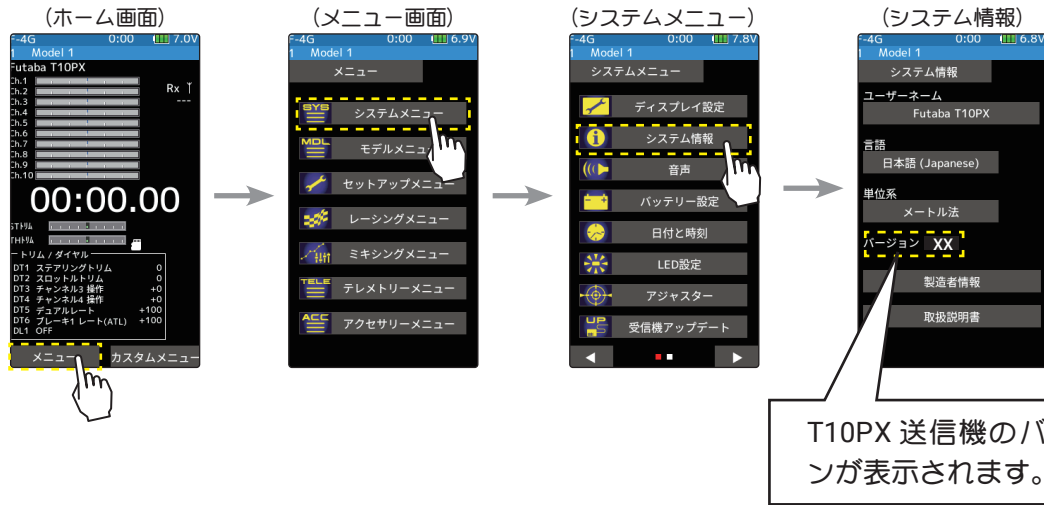 (ホーム画面)
F-4G 0:00 7.0V
1 Model 1
Futaba T10PX
Ch.1
Ch.2
Ch.3
Ch.4
Ch.5
Ch.6
Ch.7
Ch.8
Ch.9
Ch.10
Rx
---
00:00.00
STトリム
THトリム
トリム / ダイヤル
DT1 ステアリングトリム 0
DT2 スロットルトリム 0
DT3 チャンネル3 操作 +0
DT4 チャンネル4 操作 +0
DT5 デュアルレート +100
DT6 ブレーキ1 レート(ATL) +100
DL1 OFF
メニュー カスタムメニュー
(メニュー画面)
F-4G 0:00 6.9V
1 Model 1
メニュー
SYS システムメニュー
MDL モデルメニュ
セットアップメニュー
レーシングメニュー
ミキシングメニュー
TELE テレメトリーメニュー
ACC アクセサリーメニュー
(システムメニュー)
F-4G 0:00 7.8V
1 Model 1
システムメニュー
ディスプレイ設定
システム情報
音声
バッテリー設定
日付と時刻
LED設定
アジャスター
UP 受信機アップデート
(システム情報)
F-4G 0:00 6.8V
1 Model 1
システム情報
ユーザーネーム
Futaba T10PX
言語
日本語 (Japanese)
単位系
メートル法
バージョン XX
製造者情報
取扱説明書
T10PX 送信機のバ
ンが表示されます。